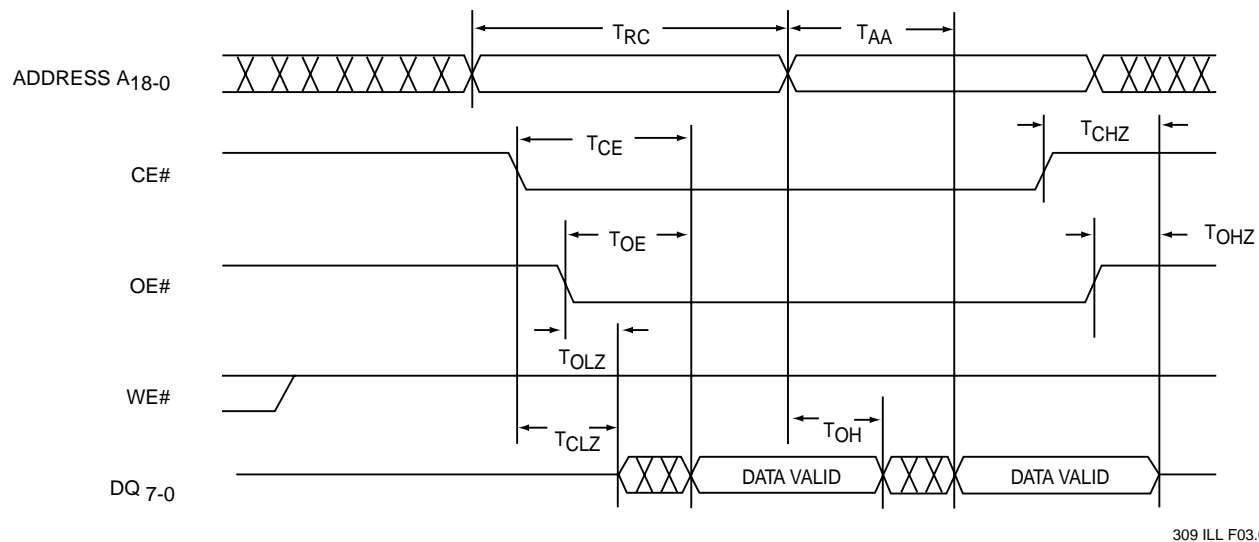 TRC
TAA
ADDRESS A18-0
TCE
TCHZ
CE#
TOE
TOHZ
OE#
TOLZ
WE#
TCLZ
TOH
DQ 7-0
DATA VALID
DATA VALID
309 ILL F03.